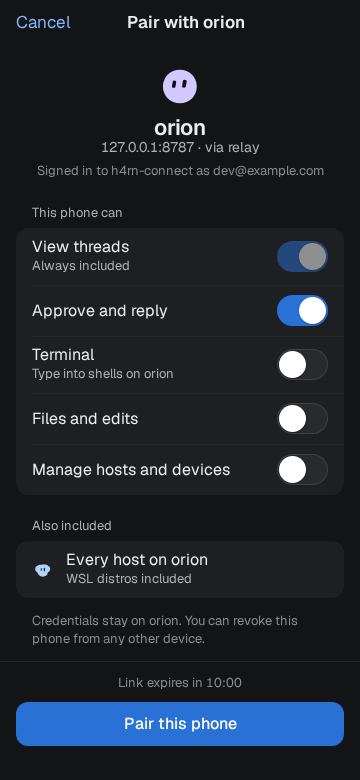 Cancel
Pair with orion
orion
127.0.0.1:8787 · via relay
Signed in to h4rn-connect as dev@example.com
This phone can
View threads
Always included
Approve and reply
Terminal
Type into shells on orion
Files and edits
Manage hosts and devices
Also included
Every host on orion
WSL distros included
Credentials stay on orion. You can revoke this
phone from any other device.
Link expires in 10:00
Pair this phone